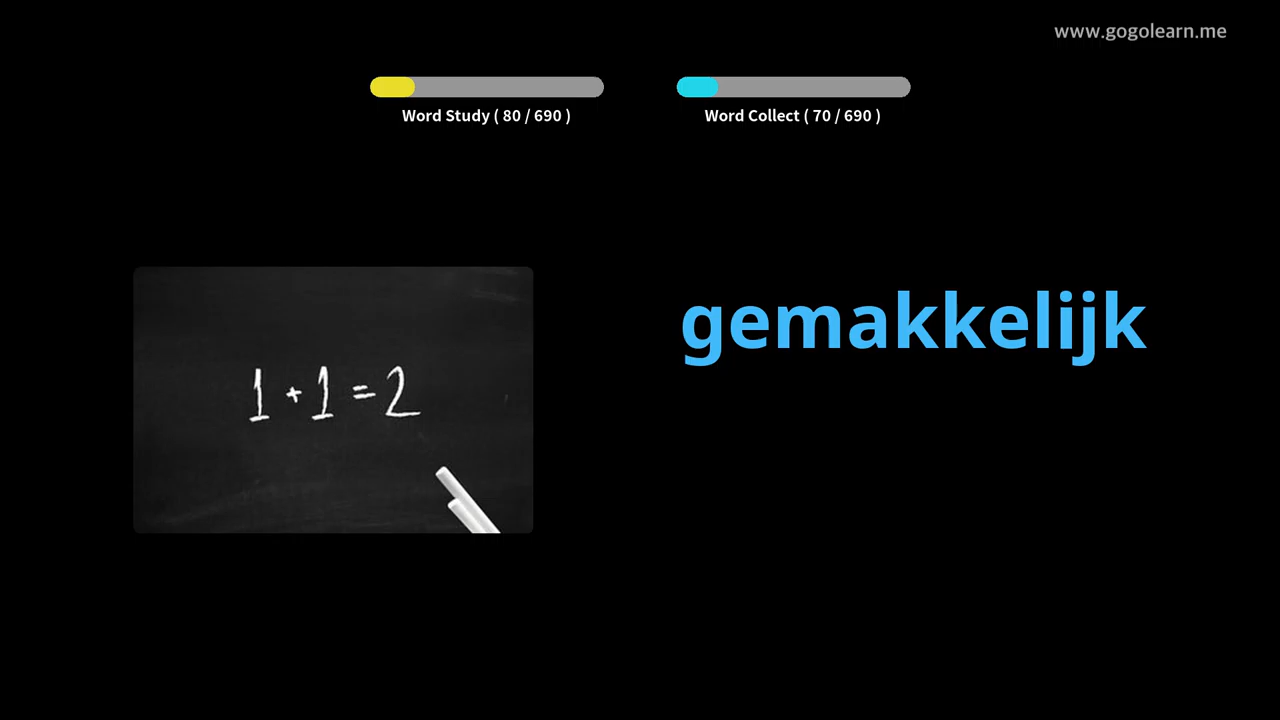 www.gogolearn.me
Word Study ( 80 / 690 )
Word Collect ( 70 / 690 )
gemakkelijk
1 + 1 = 2